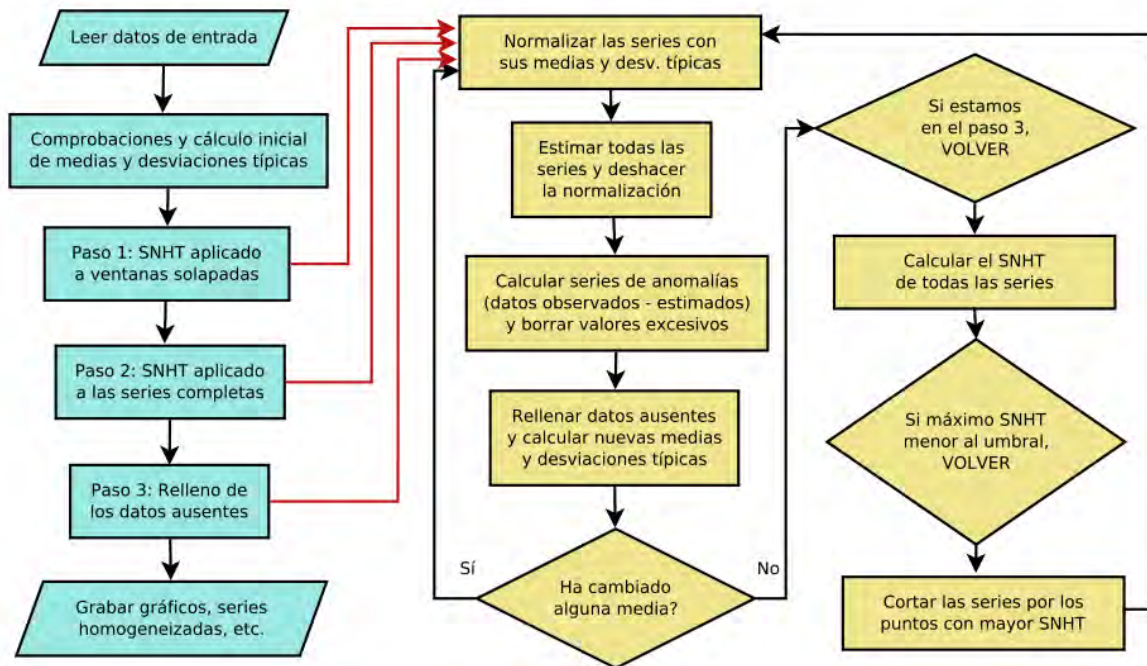 Leer datos de entrada
Comprobaciones y cálculo inicial
de medias y desviaciones típicas
Paso 1: SNHT aplicado
a ventanas solapadas
Paso 2: SNHT aplicado
a las series completas
Paso 3: Relleno de
los datos ausentes
Grabar gráficos, series
homogeneizadas, etc.
Normalizar las series con
sus medias y desv. típicas
Estimar todas las
series y deshacer
la normalización
Calcular series de anomalías
(datos observados - estimados)
y borrar valores excesivos
Rellenar datos ausentes
y calcular nuevas medias
y desviaciones típicas
Sí
Ha cambiado
alguna media?
No
Si estamos
en el paso 3,
VOLVER
Calcular el SNHT
de todas las series
Si máximo SNHT
menor al umbral,
VOLVER
Cortar las series por los
puntos con mayor SNHT